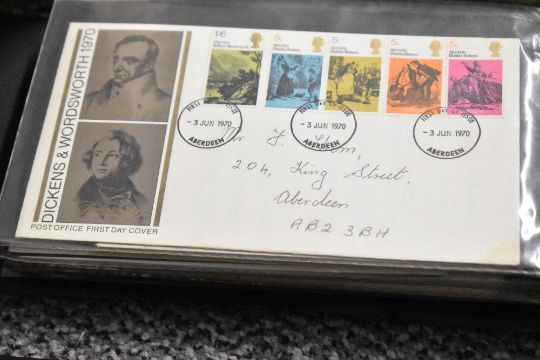 DICKENS & WORDSWORTH 1970
POST OFFICE FIRST DAY COVER
1/6
William Wordsworth
5d
Charles Dickens
5d
Charles Dickens
5d
Charles Dickens
5d
Charles Dickens
FIRST DAY OF ISSUE
- 3 JUN 1970
ABERDEEN
FIRST DAY OF ISSUE
- 3 JUN 1970
ABERDEEN
FIRST DAY OF ISSUE
- 3 JUN 1970
ABERDEEN
Mr
204, King Street,
Aberdeen
AB2 3BH